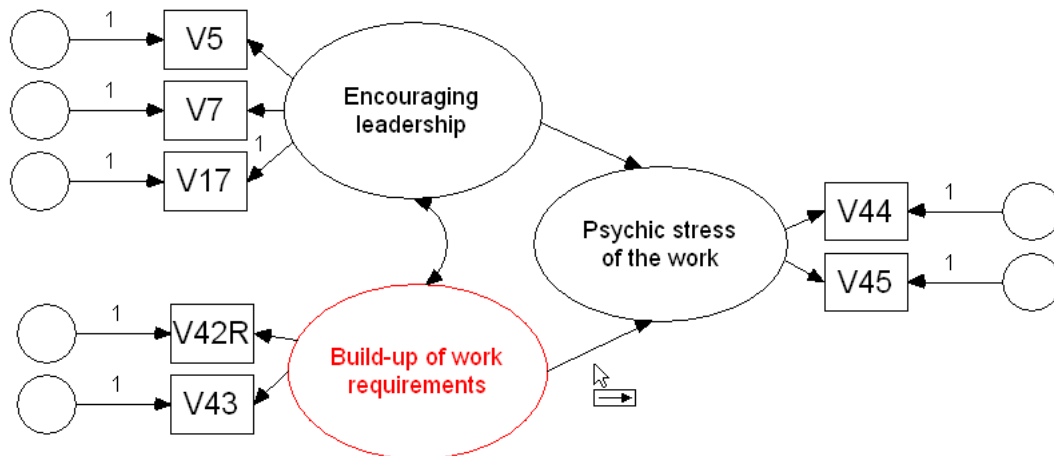 1
V5
1
V7
1
V17
1
Encouraging
leadership
Psychic stress
of the work
V44
1
V45
1
1
V42R
1
V43
Build-up of work
requirements